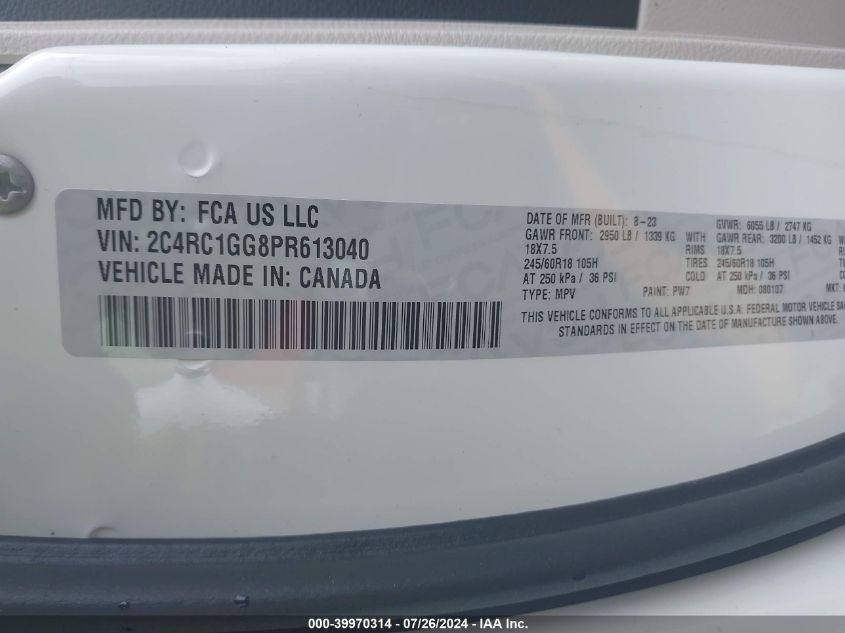 MFD BY: FCA US LLC
VIN: 2C4RC1GG8PR613040
VEHICLE MADE IN: CANADA
DATE OF MFR (BUILT): 8-23 GVWR: 6055 LB / 2747 KG
GAWR FRONT: 2950 LB / 1339 KG WITH GAWR REAR: 3200 LB / 1452 KG
18X7.5 RIMS 18X7.5
245/60R18 105H TIRES 245/60R18 105H
AT 250 kPa / 36 PSI COLD AT 250 kPa / 36 PSI
TYPE: MPV PAINT: PW7 MDH: 080107 MKT:
THIS VEHICLE CONFORMS TO ALL APPLICABLE U.S.A. FEDERAL MOTOR VEHICLE
STANDARDS IN EFFECT ON THE DATE OF MANUFACTURE SHOWN ABOVE.
000-39970314 / 07/26/2024 - IAA Inc.